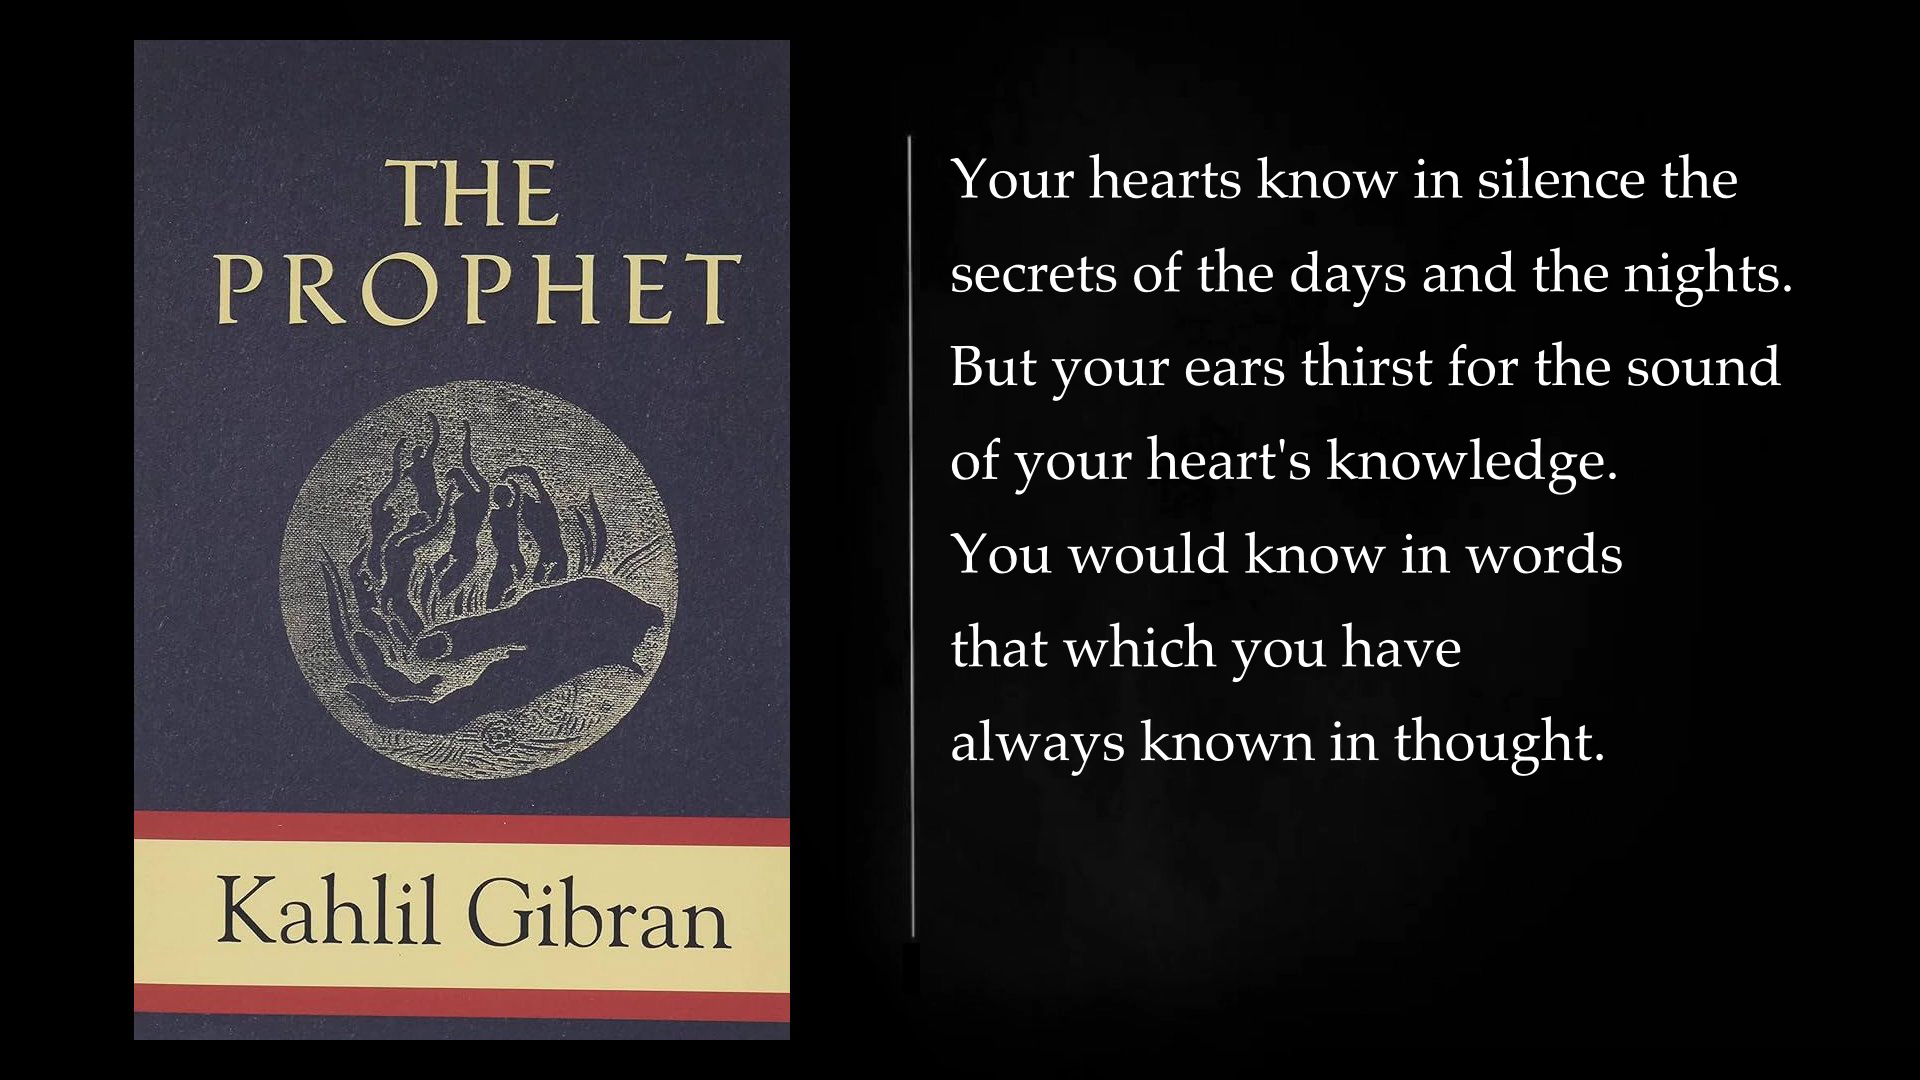 THE
PROPHET
Kahlil Gibran
Your hearts know in silence the
secrets of the days and the nights.
But your ears thirst for the sound
of your heart's knowledge.
You would know in words
that which you have
always known in thought.